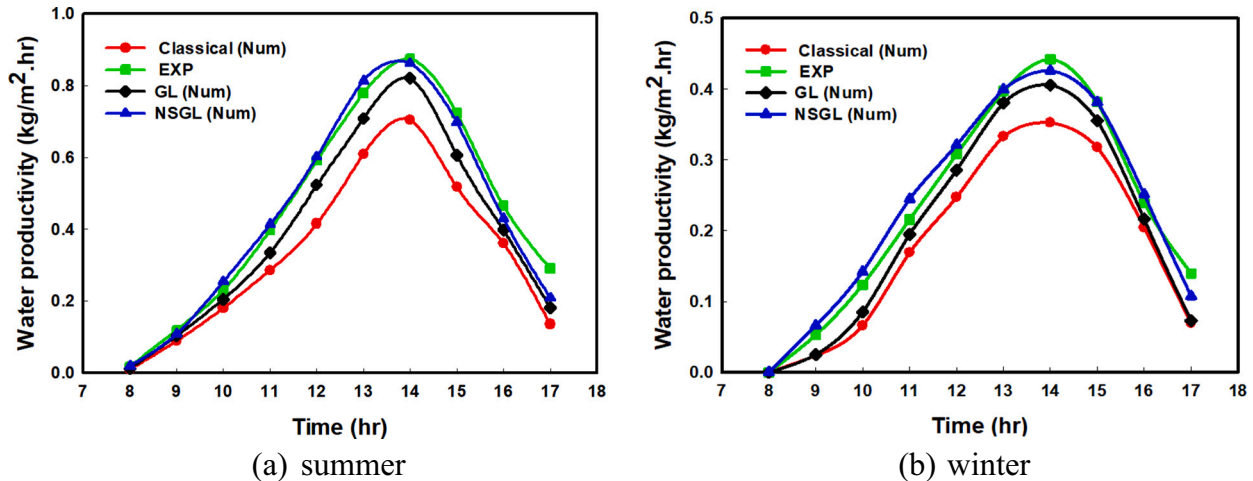 Water productivity (kg/m².hr)
1.0
0.8
0.6
0.4
0.2
0.0
Classical (Num)
EXP
GL (Num)
NSGL (Num)
7 8 9 10 11 12 13 14 15 16 17 18
Time (hr)
(a) summer
Water productivity (kg/m².hr)
0.5
0.4
0.3
0.2
0.1
0.0
Classical (Num)
EXP
GL (Num)
NSGL (Num)
7 8 9 10 11 12 13 14 15 16 17 18
Time (hr)
(b) winter